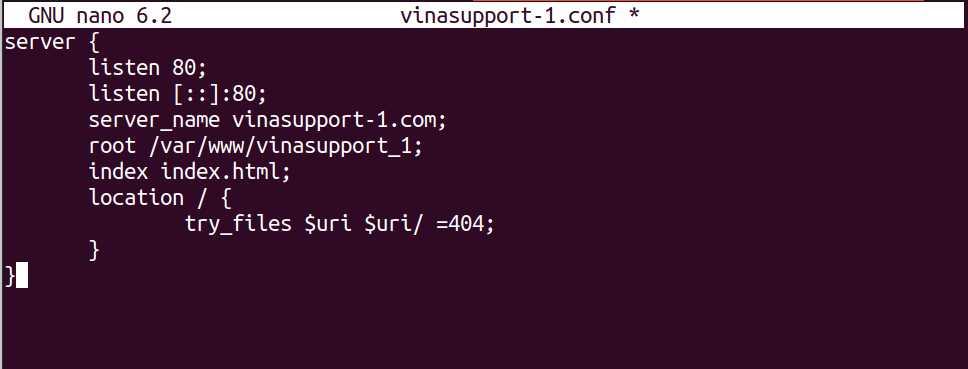 GNU nano 6.2 vinasupport-1.conf *
server {
listen 80;
listen [::]:80;
server_name vinasupport-1.com;
root /var/www/vinasupport_1;
index index.html;
location / {
try_files $uri $uri/ =404;
}
}